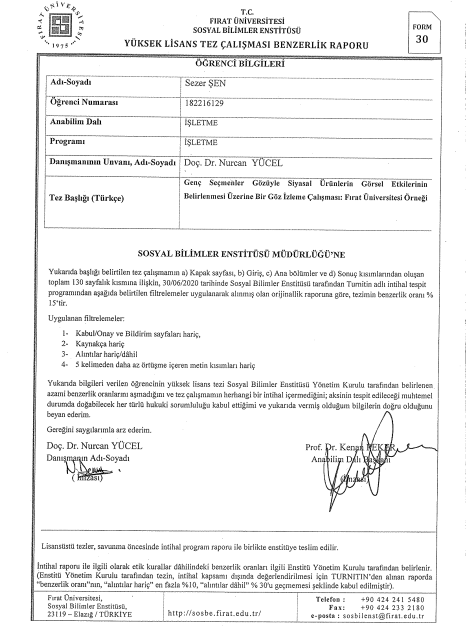 T.C.
FIRAT ÜNİVERSİTESİ
SOSYAL BİLİMLER ENSTİTÜSÜ
YÜKSEK LİSANS TEZ ÇALIŞMASI BENZERLİK RAPORU
FORM
30
FIRAT ÜNİVERSİTESİ
1975
ÖĞRENCİ BİLGİLERİ
Adı-Soyadı Sezer ŞEN
Öğrenci Numarası 182216129
Anabilim Dalı İŞLETME
Programı İŞLETME
Danışmanının Unvanı, Adı-Soyadı Doç. Dr. Nurcan YÜCEL
Tez Başlığı (Türkçe) Genç Seçmenler Gözüyle Siyasal Ürünlerin Görsel Etkilerinin
Belirlenmesi Üzerine Bir Göz İzleme Çalışması: Fırat Üniversitesi Örneği
SOSYAL BİLİMLER ENSTİTÜSÜ MÜDÜRLÜĞÜ'NE
Yukarıda başlığı belirtilen tez çalışmamın a) Kapak sayfası, b) Giriş, c) Ana bölümler ve d) Sonuç kısımlarından oluşan
toplam 130 sayfalık kısmına ilişkin, 30/06/2020 tarihinde Sosyal Bilimler Enstitüsü tarafından Turnitin adlı intihal tespit
programından aşağıda belirtilen filtrelemeler uygulanarak alınmış olan orijinallik raporuna göre, tezimin benzerlik oranı %
15'tir.
Uygulanan filtrelemeler:
1- Kabul/Onay ve Bildirim sayfaları hariç,
2- Kaynakça hariç
3- Alıntılar hariç/dâhil
4- 5 kelimeden daha az örtüşme içeren metin kısımları hariç
Yukarıda bilgileri verilen öğrencinin yüksek lisans tezi Sosyal Bilimler Enstitüsü Yönetim Kurulu tarafından belirlenen
azami benzerlik oranlarını aşmadığını ve tez çalışmamın herhangi bir intihal içermediğini; aksinin tespit edileceği muhtemel
durumda doğabilecek her türlü hukuki sorumluluğu kabul ettiğimi ve yukarıda vermiş olduğum bilgilerin doğru olduğunu
beyan ederim.
Gereğini saygılarımla arz ederim.
Doç. Dr. Nurcan YÜCEL
Danışmanın Adı-Soyadı
(İmzası)
Prof. Dr. Kenan PEKER
Anabilim Dalı Başkanı
(İmzası)
Lisansüstü tezler, savunma öncesinde intihal program raporu ile birlikte enstitüye teslim edilir.
İntihal raporu ile ilgili olarak etik kurallar dâhilindeki benzerlik oranları ilgili Enstitü Yönetim Kurulu tarafından belirlenir.
(Enstitü Yönetim Kurulu tarafından tezin, intihal kapsamı dışında değerlendirilmesi için TURNITIN'den alınan raporda
"benzerlik oranı"nın, "alıntılar hariç" en fazla %10, "alıntılar dâhil" % 30'u geçmemesi şeklinde kabul edilmiştir).
Fırat Üniversitesi,
Sosyal Bilimler Enstitüsü,
23119 – Elazığ / TÜRKİYE
http://sosbe.firat.edu.tr/
Telefon : +90 424 241 5480
Fax: +90 424 233 2180
e-posta : sosbilenst@firat.edu.tr